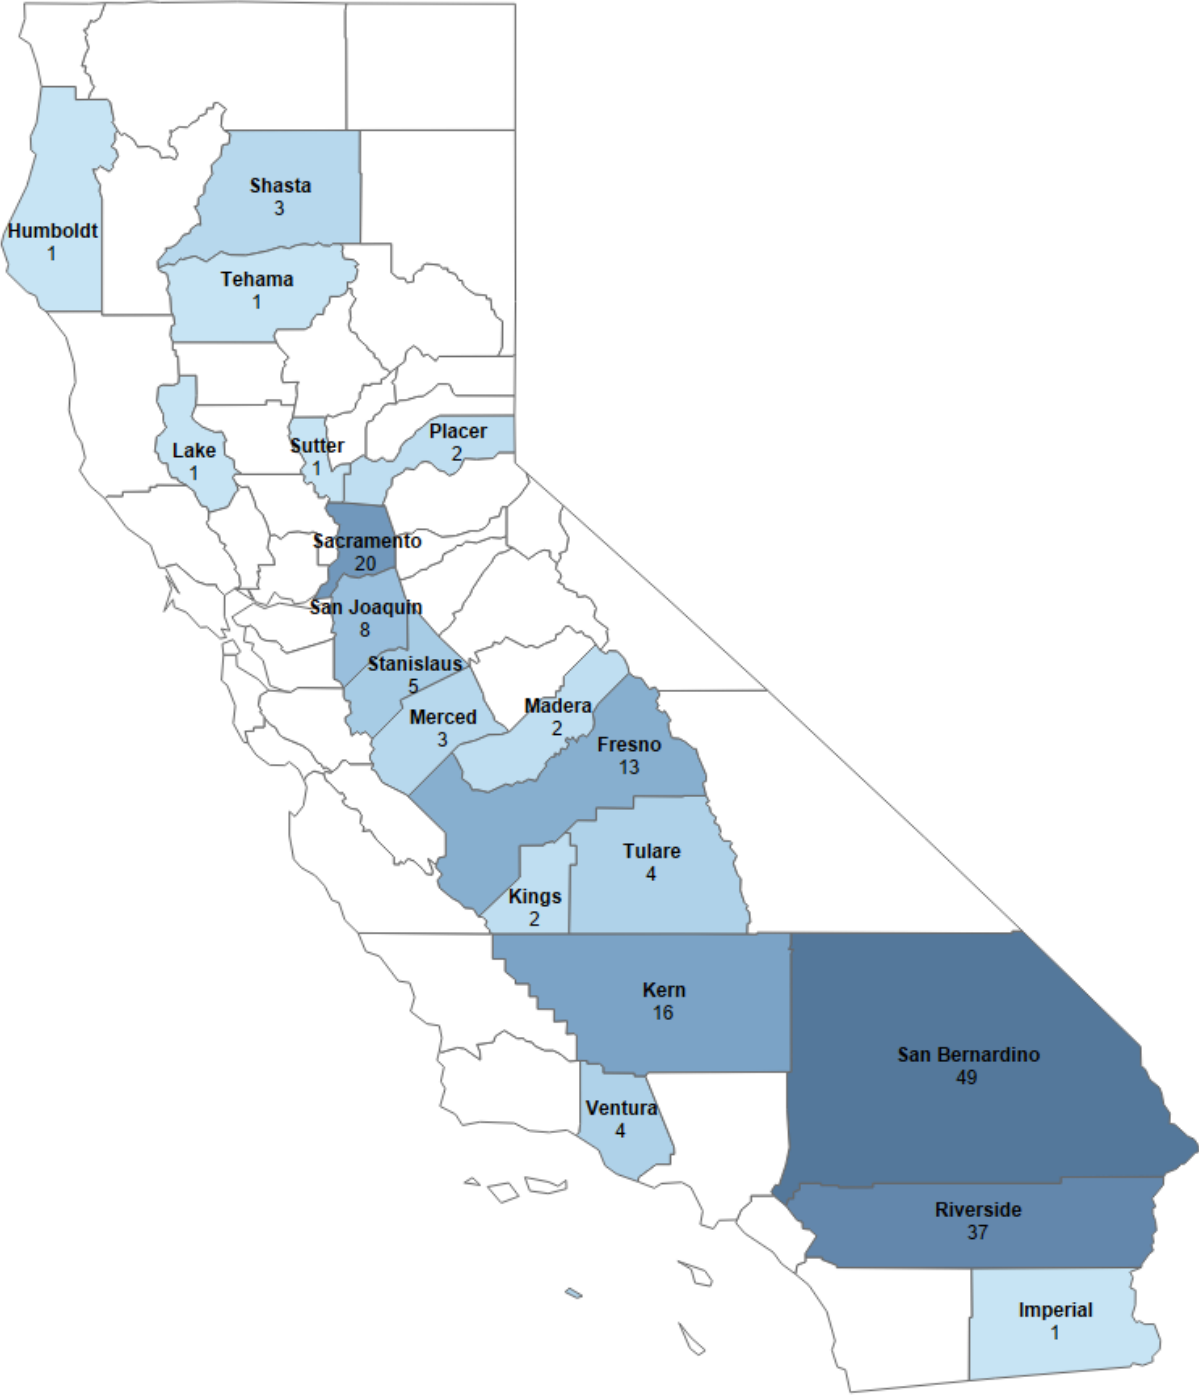 Shasta
3
Humboldt
1
Tehama
1
Placer
2
Sutter
1
Lake
1
Sacramento
20
San Joaquin
8
Stanislaus
5
Merced
3
Madera
2
Fresno
13
Tulare
4
Kings
2
Kern
16
San Bernardino
49
Ventura
4
Riverside
37
Imperial
1